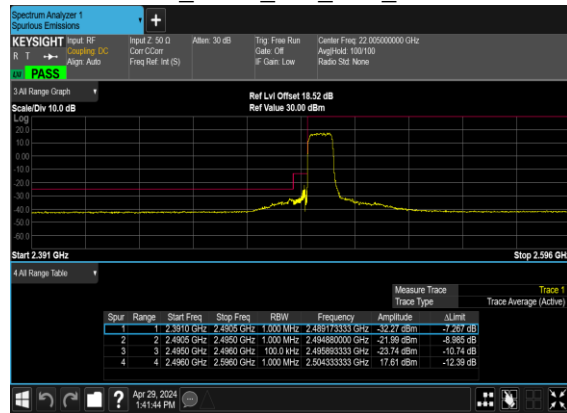 Spectrum Analyzer 1
Spurious Emissions
KEYSIGHT Input: RF Input Z: 50 Ω Atten: 30 dB Trig: Free Run Center Freq: 22.005000000 GHz
R T Coupling: DC Corr CCorr Gate: Off Avg|Hold: 100/100
Align: Auto Freq Ref: Int (S) IF Gain: Low Radio Std: None
PASS
3 All Range Graph
Ref Lvl Offset 18.52 dB
Scale/Div 10.0 dB Ref Value 30.00 dBm
Log
20.0
10.0
0.00
-10.0
-20.0
-30.0
-40.0
-50.0
-60.0
Start 2.391 GHz Stop 2.596 GHz
4 All Range Table
Measure Trace Trace 1
Trace Type Trace Average (Active)
Spur Range Start Freq Stop Freq RBW Frequency Amplitude ΔLimit
1 1 2.3910 GHz 2.4905 GHz 1.000 MHz 2.489173333 GHz -32.27 dBm -7.267 dB
2 2 2.4905 GHz 2.4950 GHz 1.000 MHz 2.494880000 GHz -21.99 dBm -8.985 dB
3 3 2.4950 GHz 2.4960 GHz 100.0 kHz 2.495893333 GHz -23.74 dBm -10.74 dB
4 4 2.4960 GHz 2.5960 GHz 1.000 MHz 2.504333333 GHz 17.61 dBm -12.39 dB
? Apr 29, 2024
1:41:44 PM